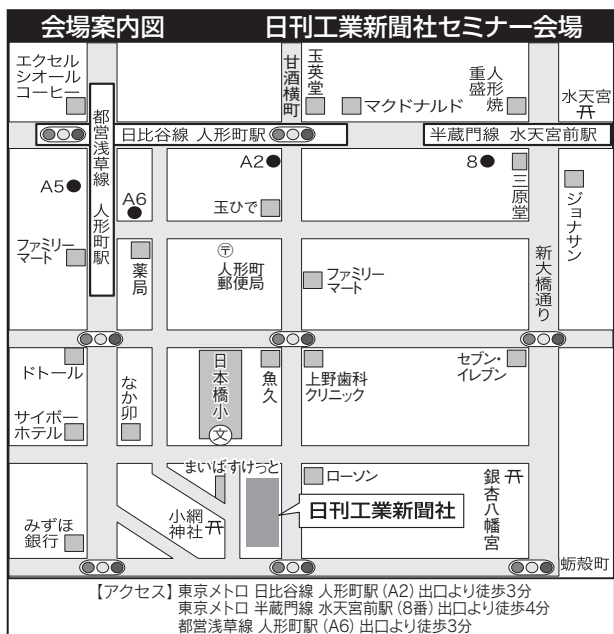 会場案内図 日刊工業新聞社セミナー会場
エクセル
シオール
コーヒー
都営浅草線 人形町駅
甘酒横町
玉英堂
マクドナルド
人形焼
重盛
水天宮
日比谷線 人形町駅
半蔵門線 水天宮前駅
A5
A6
A2
8
三原堂
ジョナサン
玉ひで
ファミリー
マート
薬局
〒
人形町
郵便局
ファミリー
マート
新大橋通り
ドトール
なか卯
日本橋小
文
魚久
上野歯科
クリニック
セブン・
イレブン
サイボー
ホテル
まいばすけっと
ローソン
銀杏八幡宮
日刊工業新聞社
小網
神社
みずほ
銀行
蛎殻町
【アクセス】東京メトロ 日比谷線 人形町駅(A2)出口より徒歩3分
東京メトロ 半蔵門線 水天宮前駅(8番)出口より徒歩4分
都営浅草線 人形町駅(A6)出口より徒歩3分